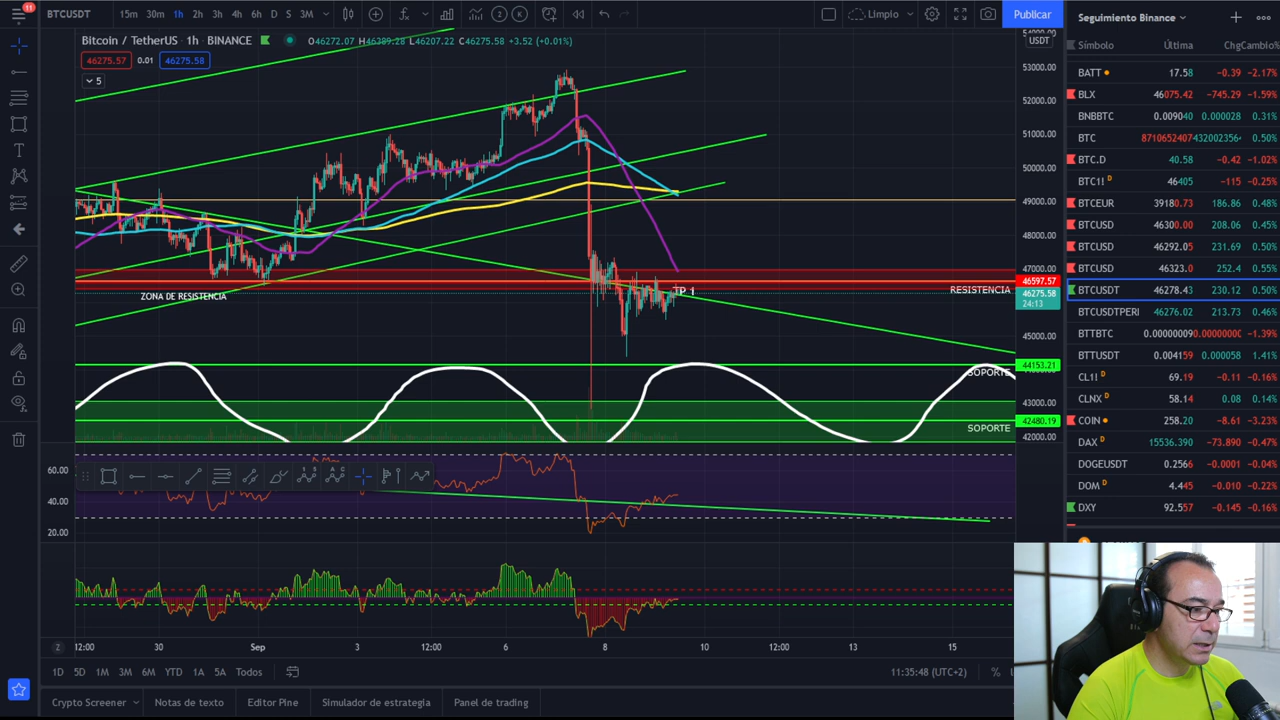 11
BTCUSDT 15m 30m 1h 2h 3h 4h 6h D S 3M 2 K Limpio Publicar
Seguimiento Binance
Bitcoin / TetherUS · 1h · BINANCE O46272.07 H46389.28 L46207.22 C46275.58 +3.52 (+0.01%)
46275.57 0.01 46275.58
5
USDT
53000.00
52000.00
51000.00
50000.00
49000.00
48000.00
47000.00
46597.57
46275.58
24:13
45000.00
44153.21
43000.00
42480.19
42000.00
ZONA DE RESISTENCIA
TP 1
RESISTENCIA
SOPORTE
SOPORTE
60.00
40.00
20.00
12:00 30 Sep 3 12:00 6 8 10 12:00 13 15
Z
1D 5D 1M 3M 6M YTD 1A 5A Todos 11:35:48 (UTC+2) %
Crypto Screener Notas de texto Editor Pine Simulador de estrategia Panel de trading
Símbolo Última Chg Cambio%
BATT 17.58 −0.39 −2.17%
BLX 46075.42 −745.29 −1.59%
BNBBTC 0.009040 0.000028 0.31%
BTC 8710652407 432002356 0.50%
BTC.D 40.58 −0.42 −1.02%
BTC1! D 46405 −115 −0.25%
BTCEUR 39180.73 186.86 0.48%
BTCUSD 46300.00 208.06 0.45%
BTCUSD 46292.05 231.69 0.50%
BTCUSD 46323.0 252.4 0.55%
BTCUSDT 46278.43 230.12 0.50%
BTCUSDTPERI 46276.02 213.73 0.46%
BTTBTC 0.00000009 0.0000000 −1.39%
BTTUSDT 0.004159 0.000058 1.41%
CL1! D 69.19 −0.11 −0.16%
CLNX D 58.14 0.08 0.14%
COIN 258.20 −8.61 −3.23%
DAX D 15536.390 −73.890 −0.47%
DOGEUSDT 0.2566 −0.0001 −0.04%
DOM D 4.445 −0.010 −0.22%
DXY 92.557 −0.145 −0.16%